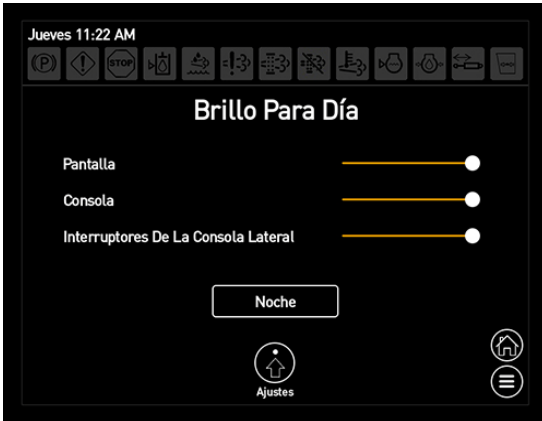 Jueves 11:22 AM
P
STOP
Brillo Para Día
Pantalla
Consola
Interruptores De La Consola Lateral
Noche
Ajustes